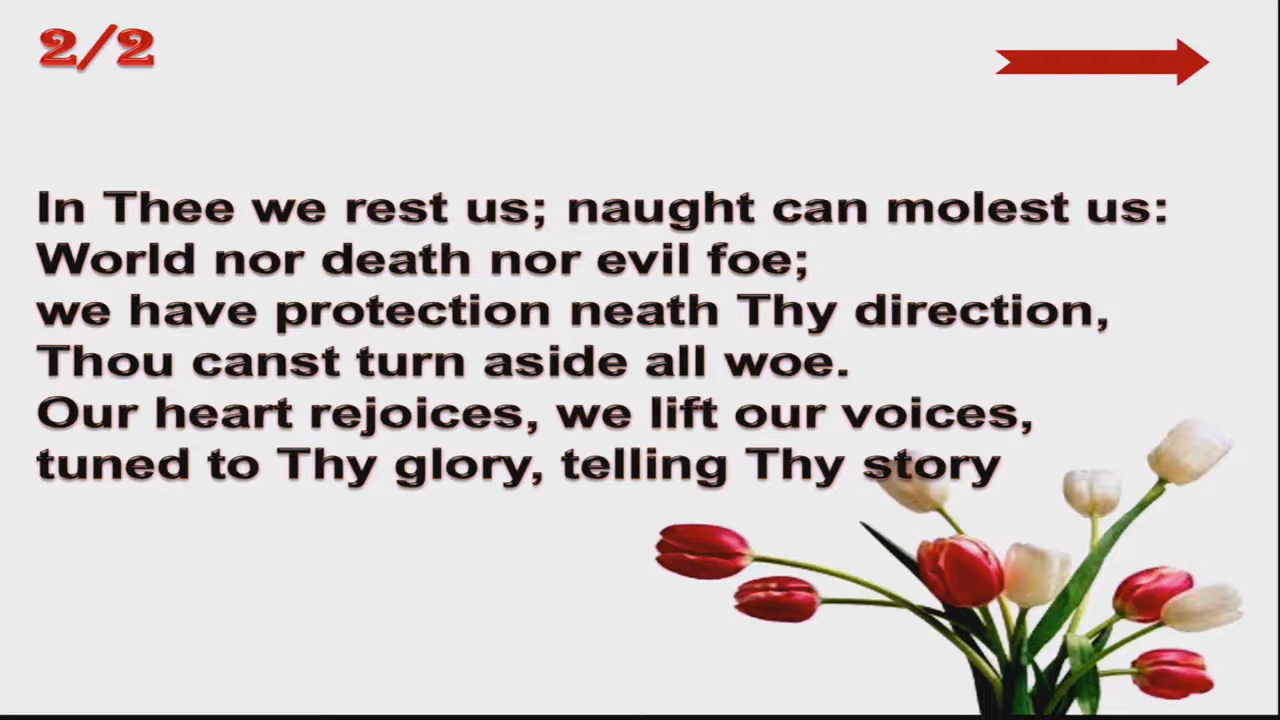 2/2
In Thee we rest us; naught can molest us:
World nor death nor evil foe;
we have protection neath Thy direction,
Thou canst turn aside all woe.
Our heart rejoices, we lift our voices,
tuned to Thy glory, telling Thy story